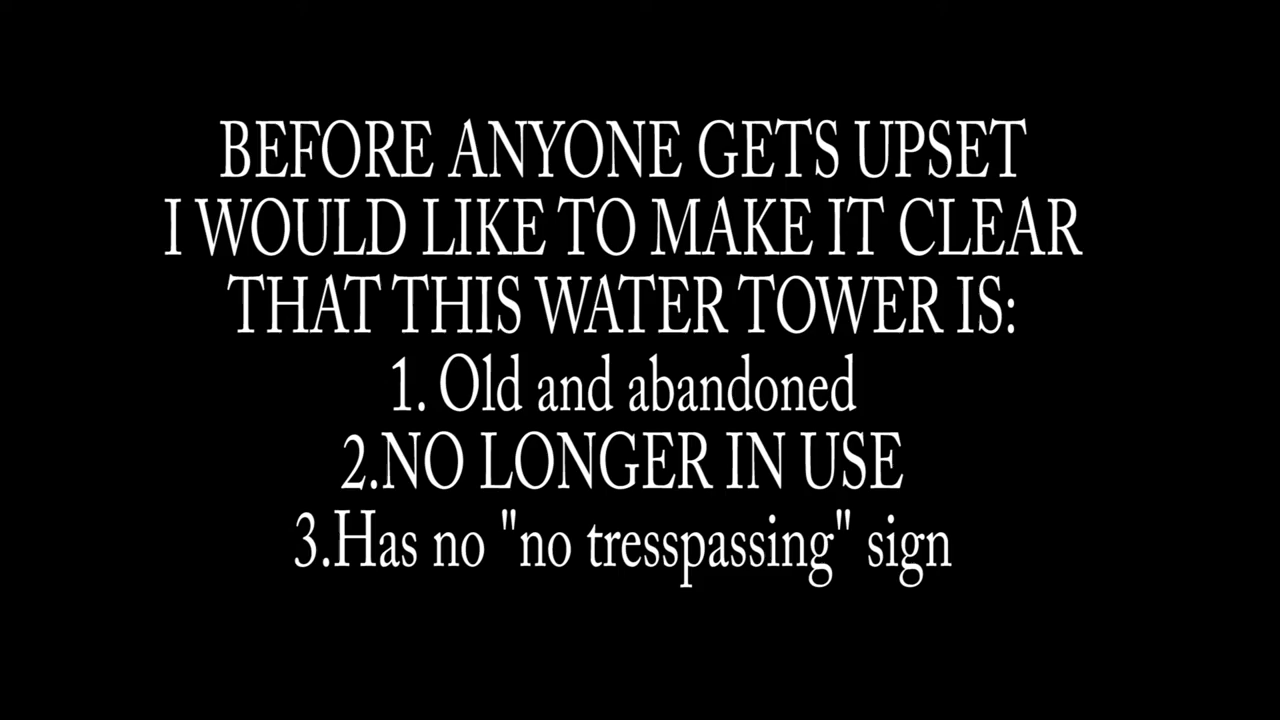 BEFORE ANYONE GETS UPSET
I WOULD LIKE TO MAKE IT CLEAR
THAT THIS WATER TOWER IS:
1. Old and abandoned
2.NO LONGER IN USE
3.Has no "no tresspassing" sign